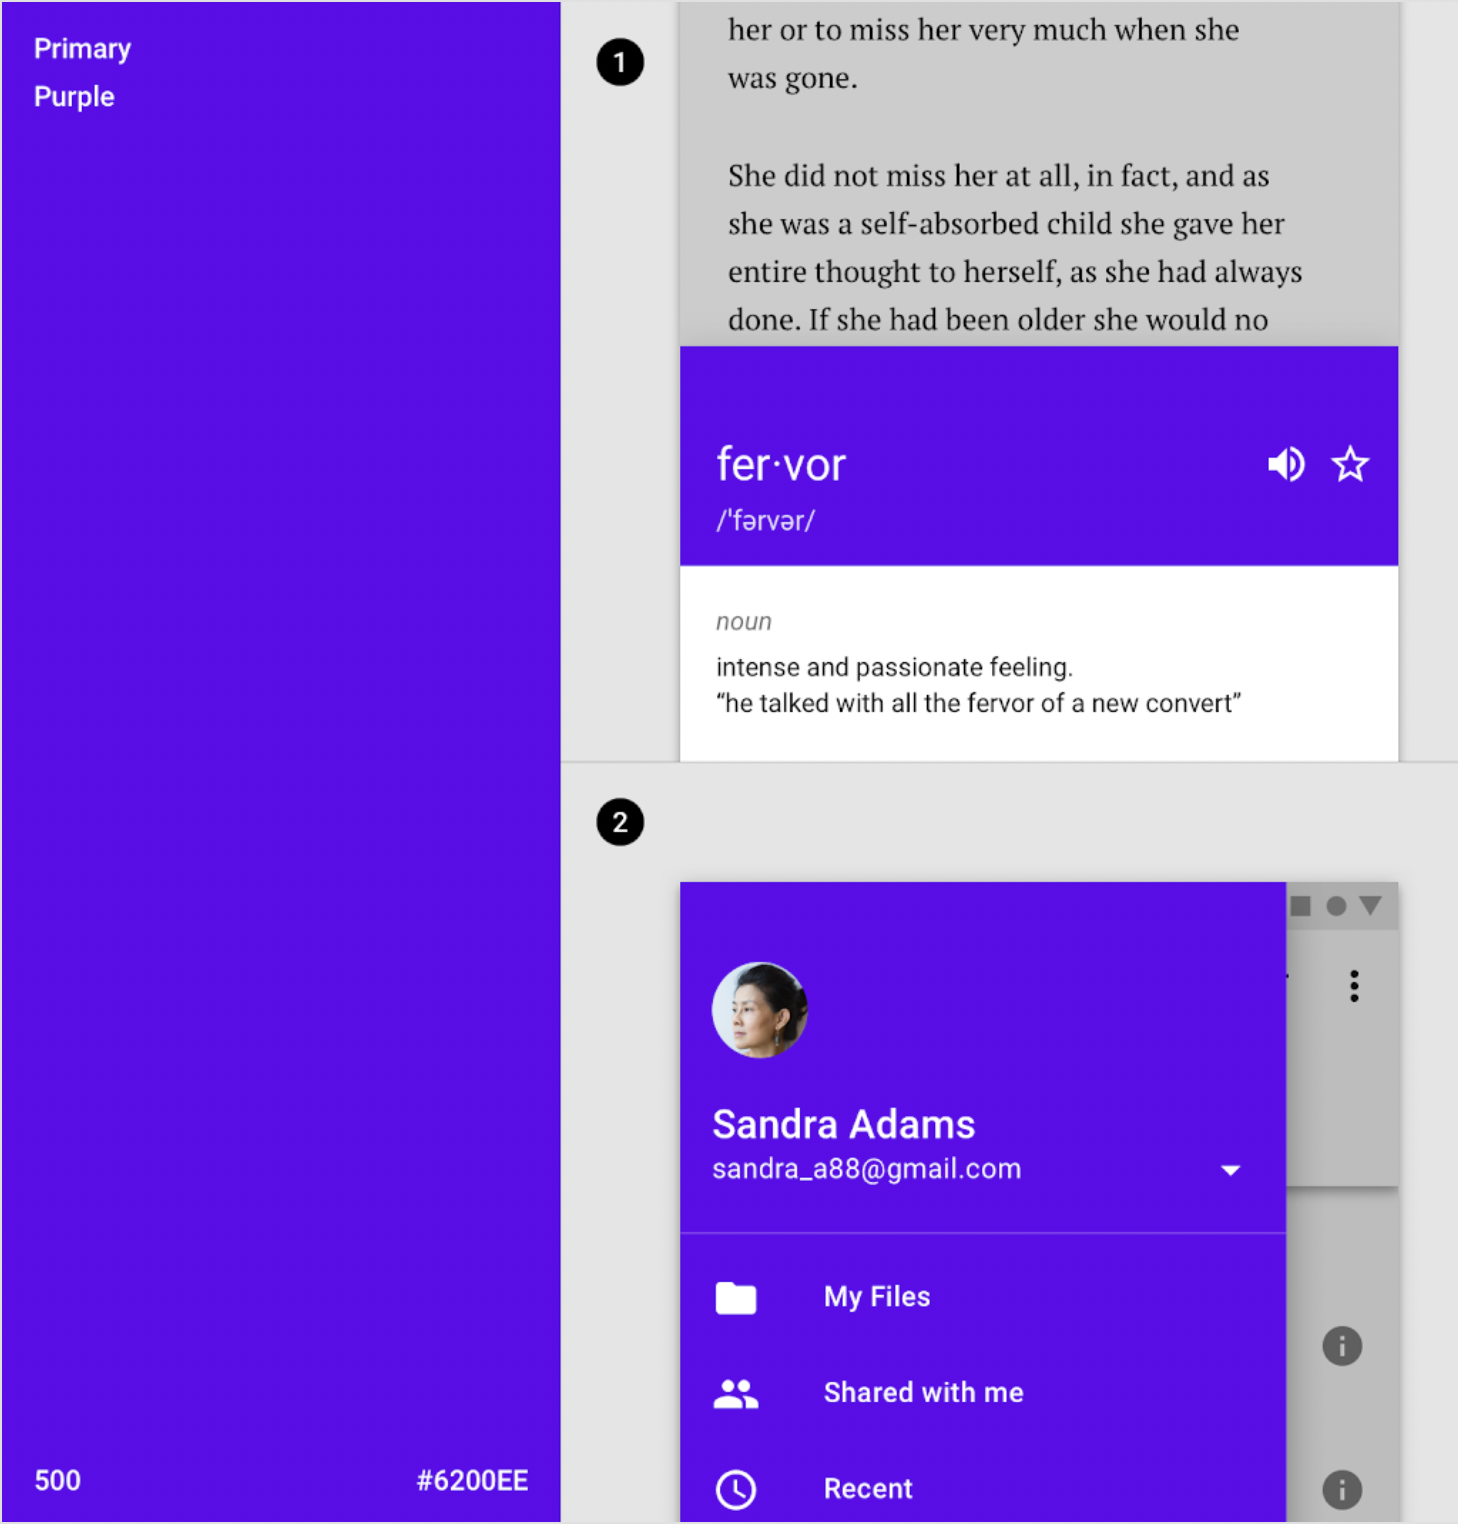 Primary
Purple
500
#6200EE
1
her or to miss her very much when she
was gone.
She did not miss her at all, in fact, and as
she was a self-absorbed child she gave her
entire thought to herself, as she had always
done. If she had been older she would no
fer·vor
/ˈfərvər/
noun
intense and passionate feeling.
“he talked with all the fervor of a new convert”
2
Sandra Adams
sandra_a88@gmail.com
My Files
Shared with me
Recent